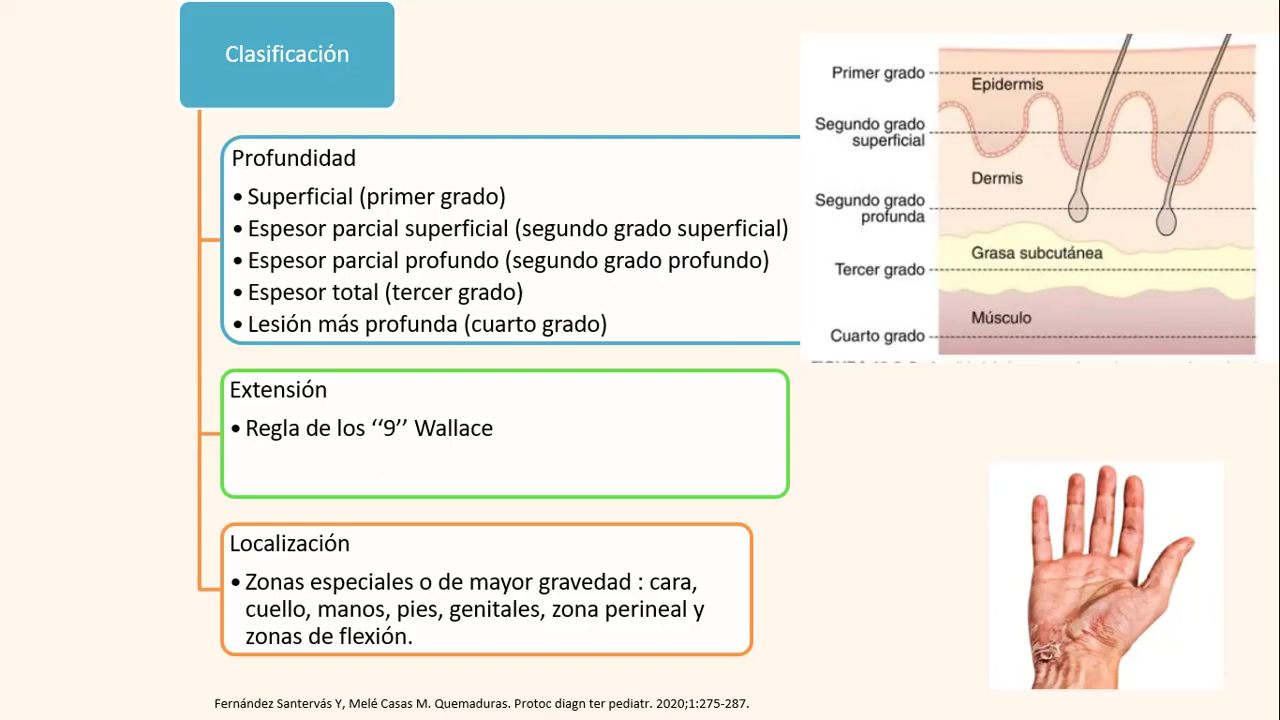 Clasificación
Profundidad
• Superficial (primer grado)
• Espesor parcial superficial (segundo grado superficial)
• Espesor parcial profundo (segundo grado profundo)
• Espesor total (tercer grado)
• Lesión más profunda (cuarto grado)
Extensión
• Regla de los ‘‘9’’ Wallace
Localización
• Zonas especiales o de mayor gravedad : cara,
cuello, manos, pies, genitales, zona perineal y
zonas de flexión.
Primer grado
Epidermis
Segundo grado
superficial
Dermis
Segundo grado
profunda
Grasa subcutánea
Tercer grado
Músculo
Cuarto grado
Fernández Santervás Y, Melé Casas M. Quemaduras. Protoc diagn ter pediatr. 2020;1:275-287.